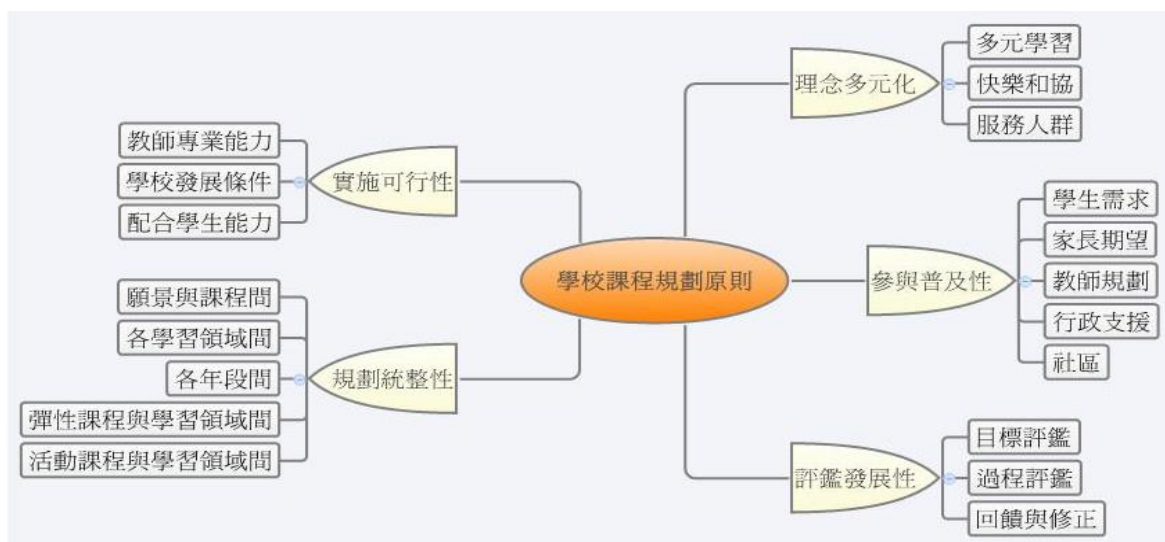 學校課程規劃原則
理念多元化
多元學習
快樂和協
服務人群
參與普及性
學生需求
家長期望
教師規劃
行政支援
社區
評鑑發展性
目標評鑑
過程評鑑
回饋與修正
實施可行性
教師專業能力
學校發展條件
配合學生能力
規劃統整性
願景與課程間
各學習領域間
各年段間
彈性課程與學習領域間
活動課程與學習領域間